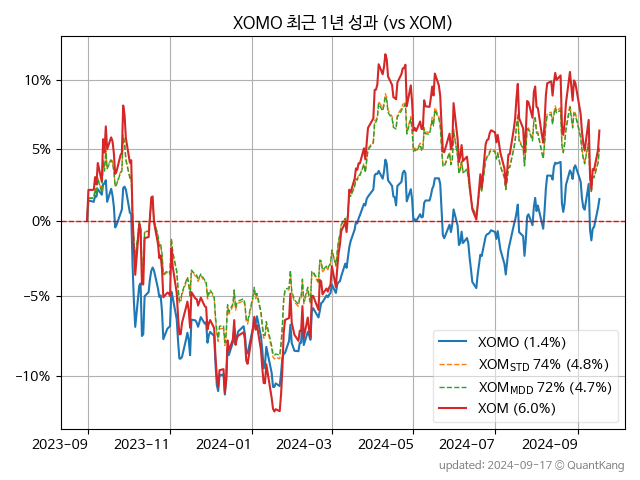 XOMO 최근 1년 성과 (vs XOM)
10%
5%
0%
−5%
−10%
XOMO (1.4%)
XOM_STD 74% (4.8%)
XOM_MDD 72% (4.7%)
XOM (6.0%)
2023-09 2023-11 2024-01 2024-03 2024-05 2024-07 2024-09
updated: 2024-09-17 © QuantKang